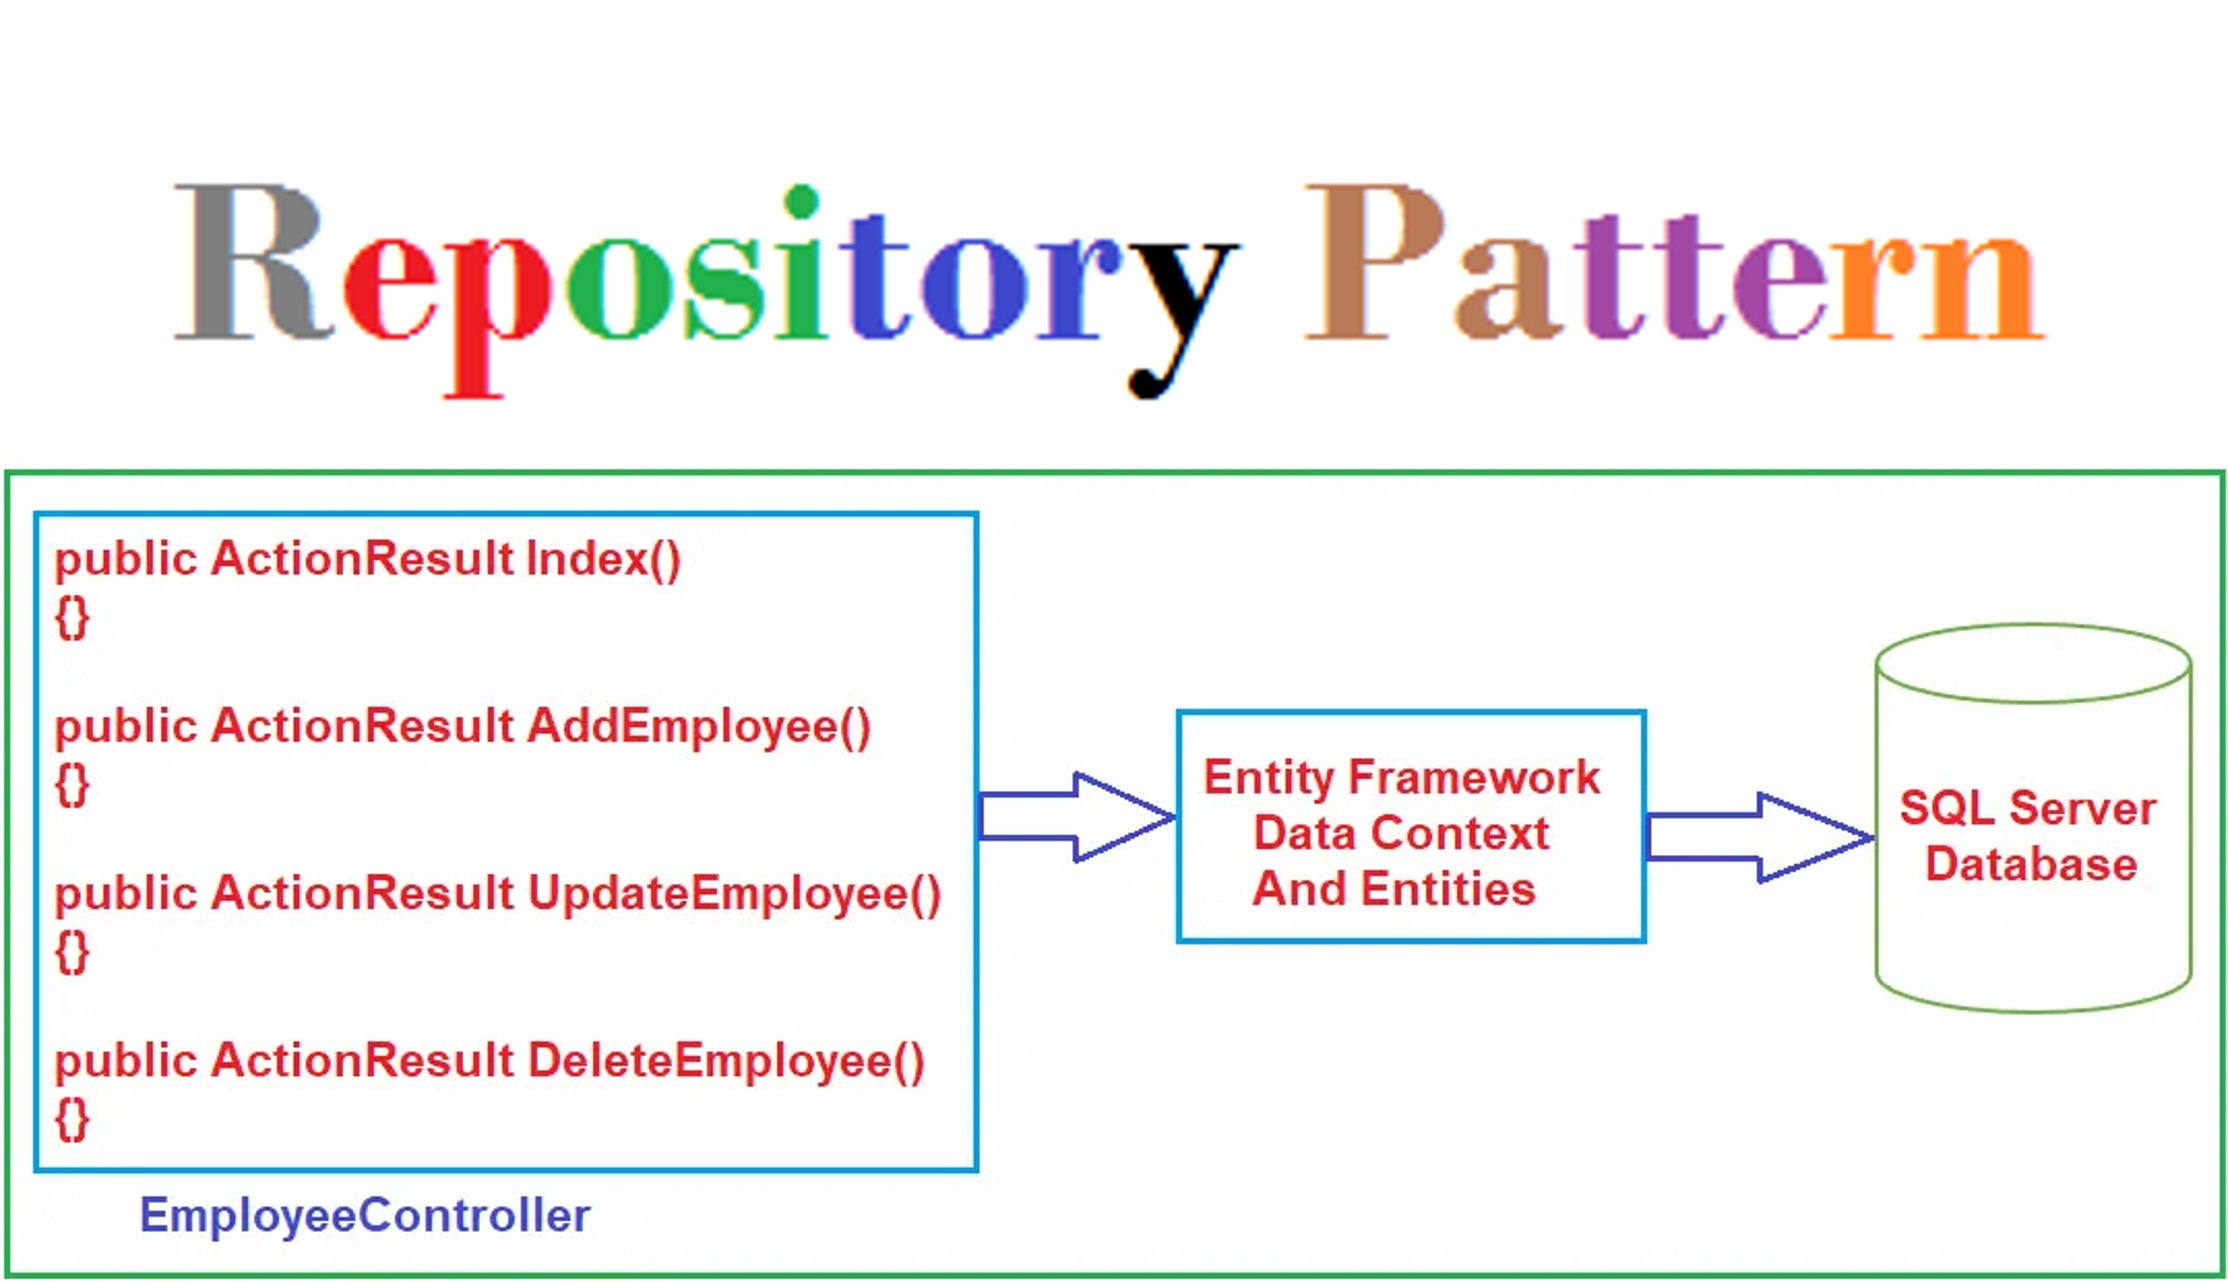 Repository Pattern
public ActionResult Index()
{}
public ActionResult AddEmployee()
{}
public ActionResult UpdateEmployee()
{}
public ActionResult DeleteEmployee()
{}
EmployeeController
Entity Framework
Data Context
And Entities
SQL Server
Database